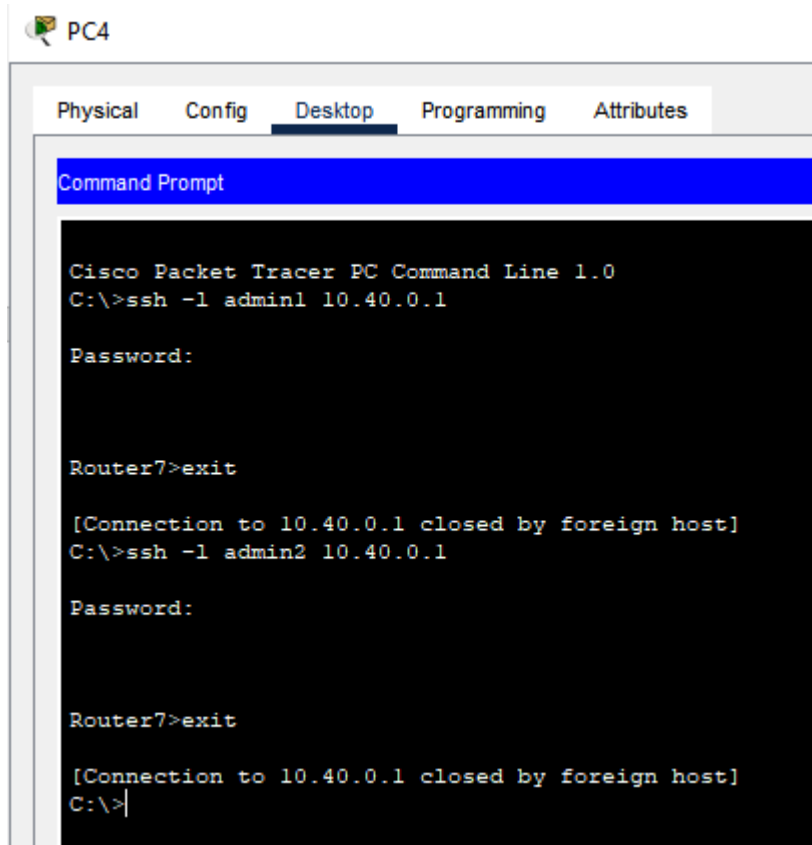 PC4
Physical Config Desktop Programming Attributes
Command Prompt
Cisco Packet Tracer PC Command Line 1.0
C:\>ssh -l admin1 10.40.0.1
Password:
Router7>exit
[Connection to 10.40.0.1 closed by foreign host]
C:\>ssh -l admin2 10.40.0.1
Password:
Router7>exit
[Connection to 10.40.0.1 closed by foreign host]
C:\>